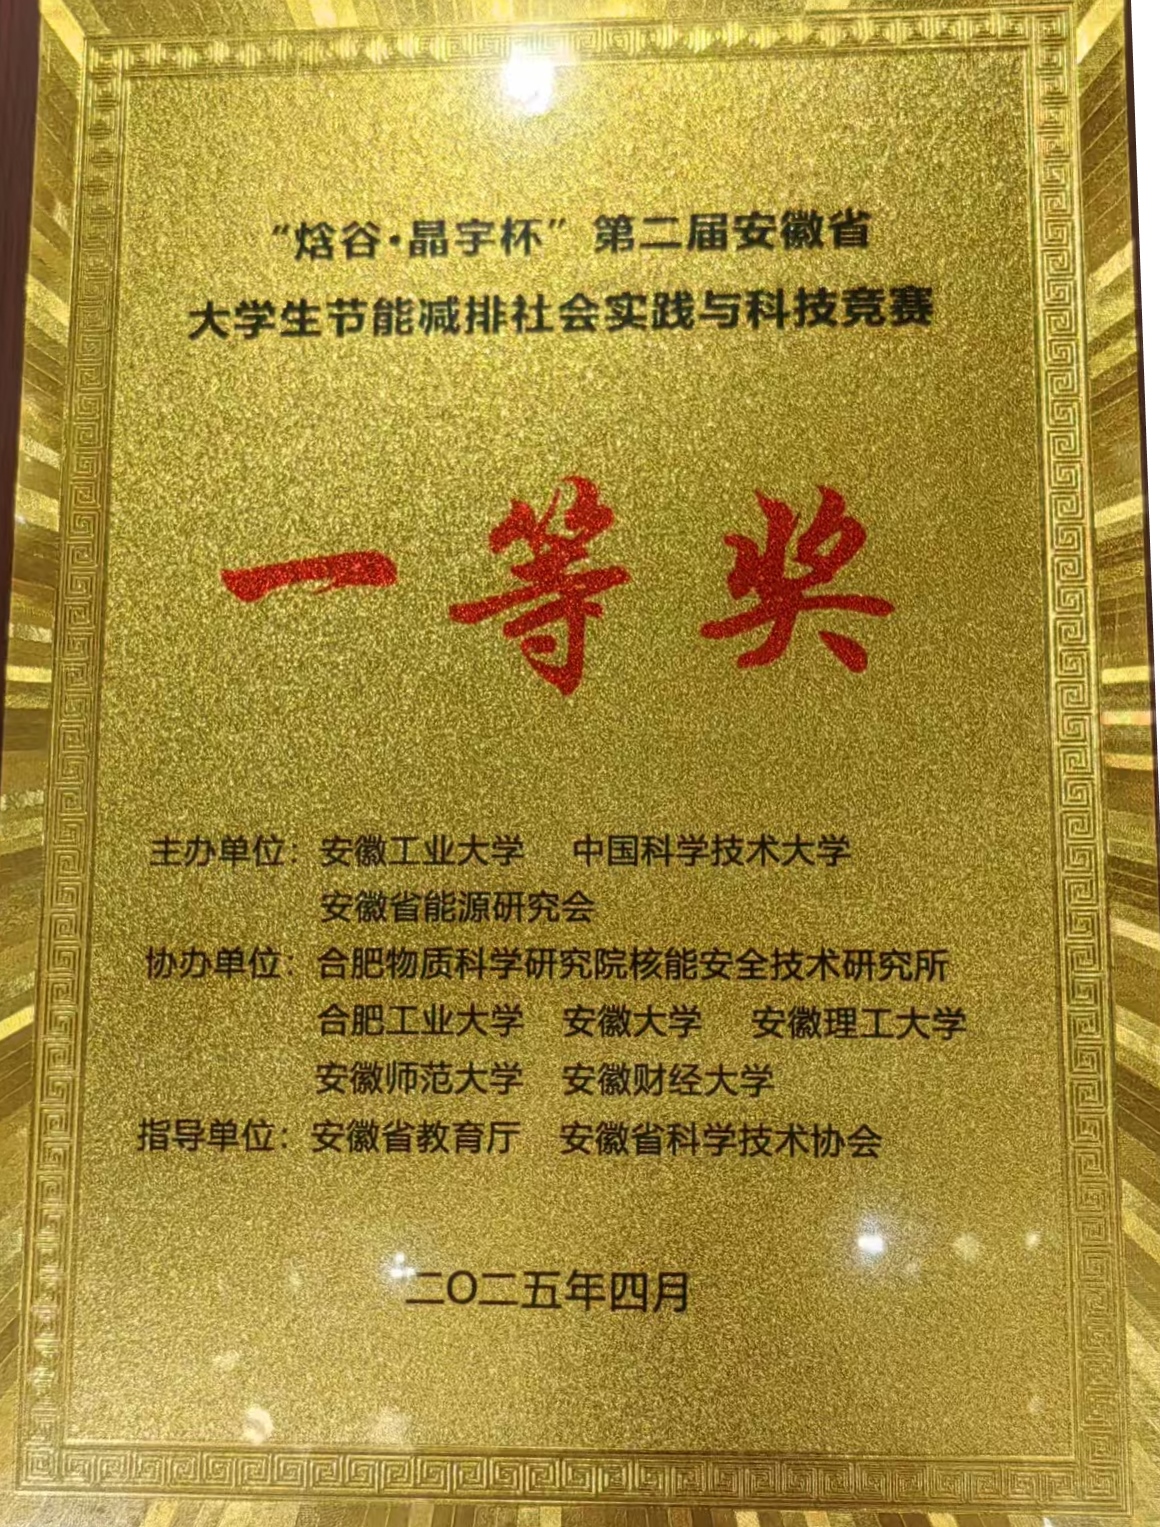 “焓谷·晶宇杯”第二届安徽省
大学生节能减排社会实践与科技竞赛
一等奖
主办单位：安徽工业大学 中国科学技术大学
安徽省能源研究会
协办单位：合肥物质科学研究院核能安全技术研究所
合肥工业大学 安徽大学 安徽理工大学
安徽师范大学 安徽财经大学
指导单位：安徽省教育厅 安徽省科学技术协会
二〇二五年四月